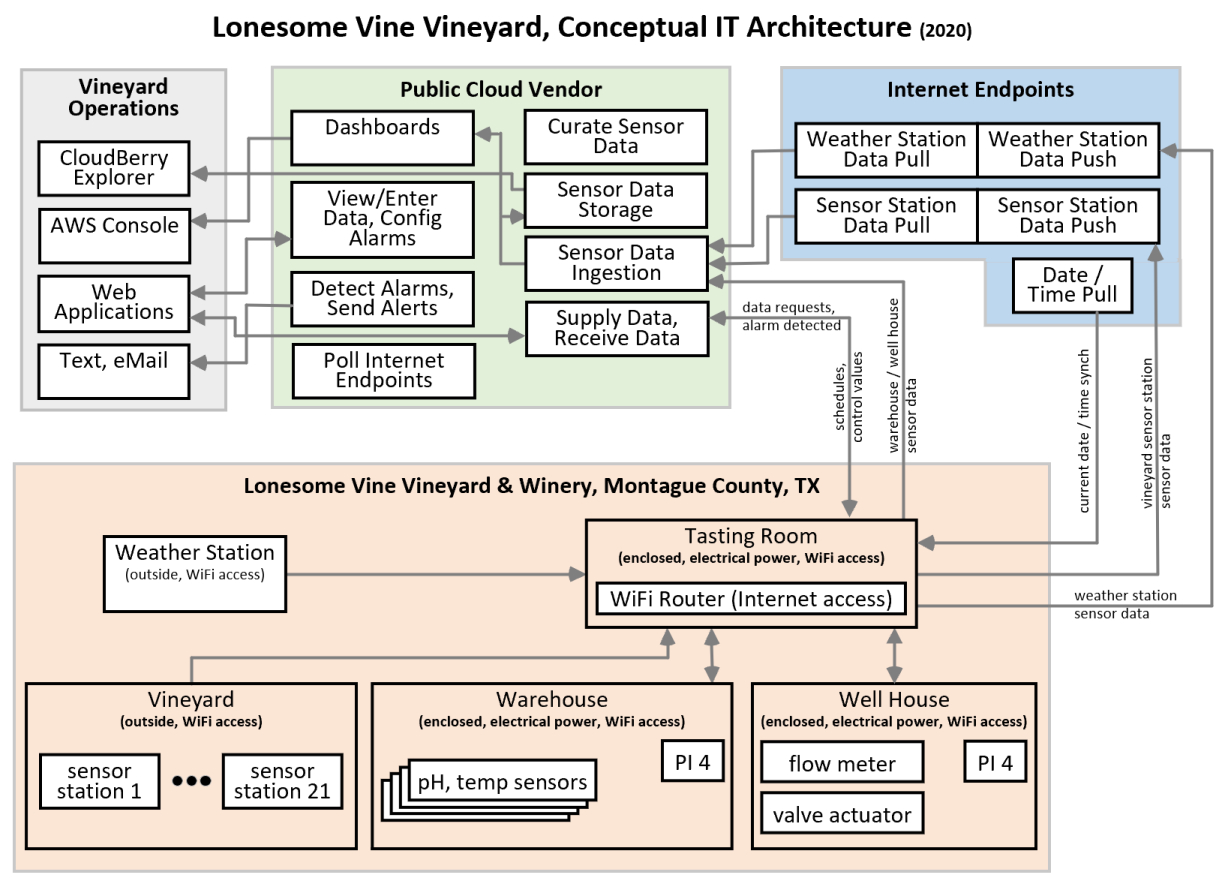 Lonesome Vine Vineyard, Conceptual IT Architecture (2020)
Vineyard
Operations
CloudBerry
Explorer
AWS Console
Web
Applications
Text, eMail
Public Cloud Vendor
Dashboards
View/Enter
Data, Config
Alarms
Detect Alarms,
Send Alerts
Poll Internet
Endpoints
Curate Sensor
Data
Sensor Data
Storage
Sensor Data
Ingestion
Supply Data,
Receive Data
Internet Endpoints
Weather Station
Data Pull
Weather Station
Data Push
Sensor Station
Data Pull
Sensor Station
Data Push
Date /
Time Pull
data requests,
alarm detected
schedules,
control values
warehouse / well house
sensor data
current date / time synch
vineyard sensor station
sensor data
weather station
sensor data
Lonesome Vine Vineyard & Winery, Montague County, TX
Weather Station
(outside, WiFi access)
Tasting Room
(enclosed, electrical power, WiFi access)
WiFi Router (Internet access)
Vineyard
(outside, WiFi access)
sensor
station 1
sensor
station 21
Warehouse
(enclosed, electrical power, WiFi access)
PI 4
pH, temp sensors
Well House
(enclosed, electrical power, WiFi access)
flow meter
PI 4
valve actuator